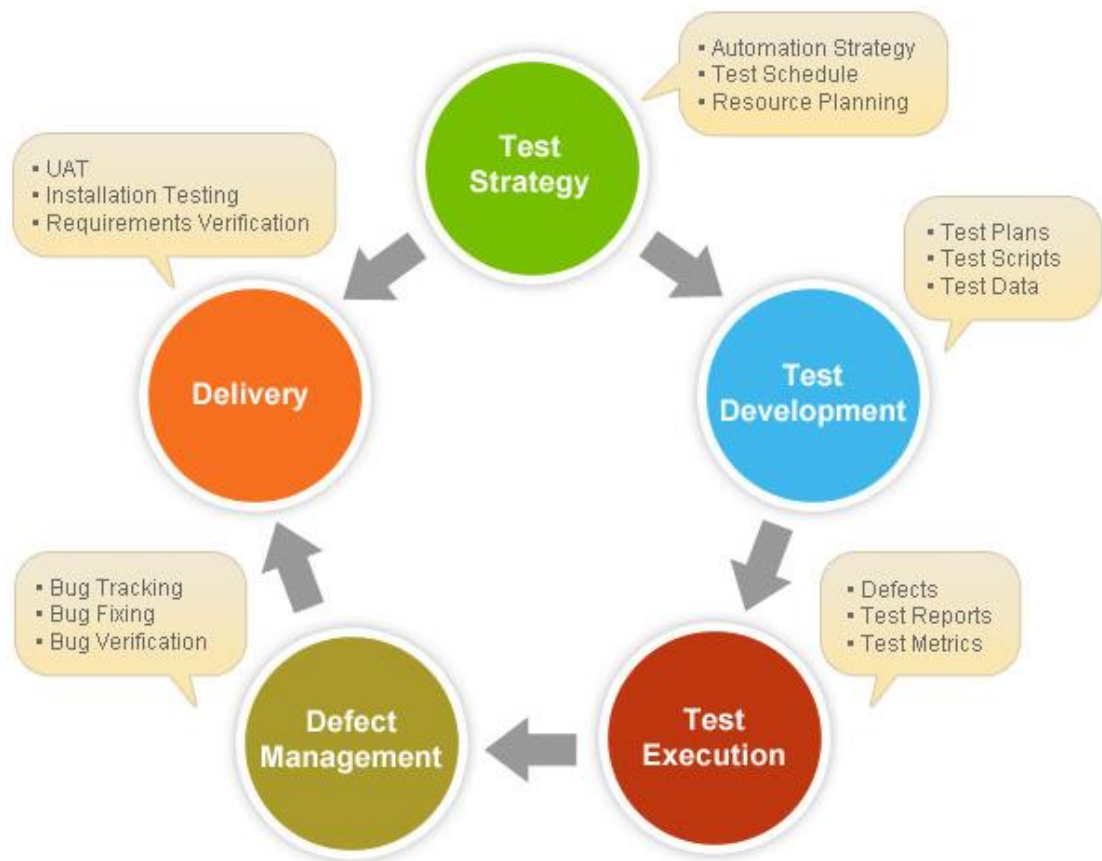 Test
Strategy
▪ Automation Strategy
▪ Test Schedule
▪ Resource Planning
Test
Development
▪ Test Plans
▪ Test Scripts
▪ Test Data
Test
Execution
▪ Defects
▪ Test Reports
▪ Test Metrics
Defect
Management
▪ Bug Tracking
▪ Bug Fixing
▪ Bug Verification
Delivery
▪ UAT
▪ Installation Testing
▪ Requirements Verification